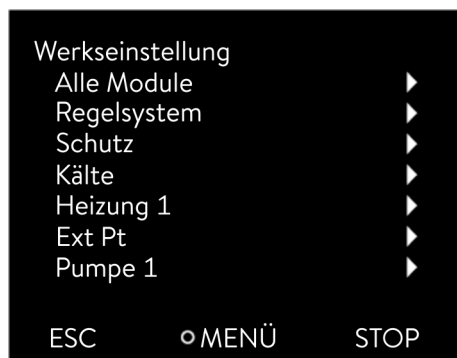 Werkseinstellung
Alle Module
Regelsystem
Schutz
Kälte
Heizung 1
Ext Pt
Pumpe 1
ESC MENÜ STOP